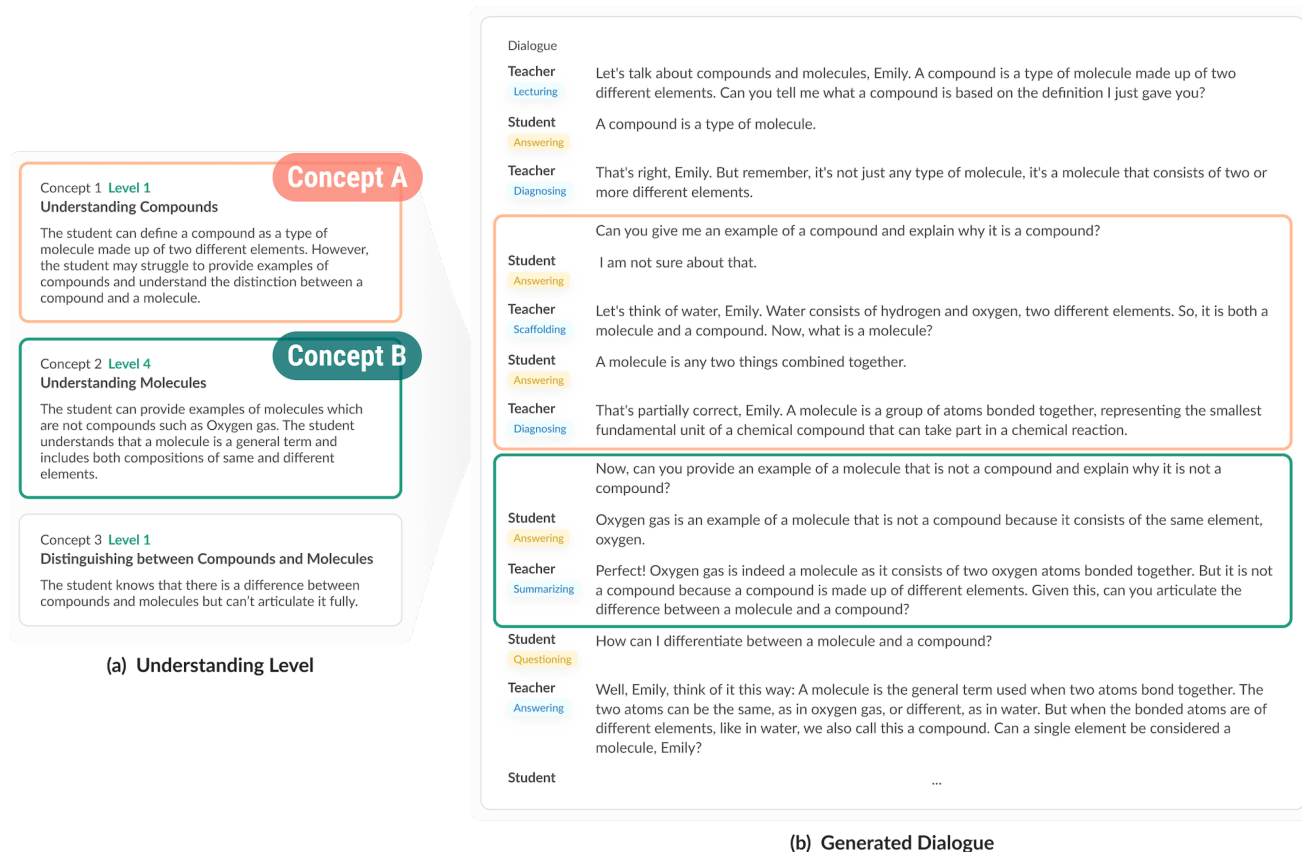 Concept A
Concept 1 Level 1
Understanding Compounds
The student can define a compound as a type of
molecule made up of two different elements. However,
the student may struggle to provide examples of
compounds and understand the distinction between a
compound and a molecule.
Concept B
Concept 2 Level 4
Understanding Molecules
The student can provide examples of molecules which
are not compounds such as Oxygen gas. The student
understands that a molecule is a general term and
includes both compositions of same and different
elements.
Concept 3 Level 1
Distinguishing between Compounds and Molecules
The student knows that there is a difference between
compounds and molecules but can't articulate it fully.
(a) Understanding Level
Dialogue
Teacher
Lecturing
Let's talk about compounds and molecules, Emily. A compound is a type of molecule made up of two
different elements. Can you tell me what a compound is based on the definition I just gave you?
Student
Answering
A compound is a type of molecule.
Teacher
Diagnosing
That's right, Emily. But remember, it's not just any type of molecule, it's a molecule that consists of two or
more different elements.
Can you give me an example of a compound and explain why it is a compound?
Student
Answering
I am not sure about that.
Teacher
Scaffolding
Let's think of water, Emily. Water consists of hydrogen and oxygen, two different elements. So, it is both a
molecule and a compound. Now, what is a molecule?
Student
Answering
A molecule is any two things combined together.
Teacher
Diagnosing
That's partially correct, Emily. A molecule is a group of atoms bonded together, representing the smallest
fundamental unit of a chemical compound that can take part in a chemical reaction.
Now, can you provide an example of a molecule that is not a compound and explain why it is not a
compound?
Student
Answering
Oxygen gas is an example of a molecule that is not a compound because it consists of the same element,
oxygen.
Teacher
Summarizing
Perfect! Oxygen gas is indeed a molecule as it consists of two oxygen atoms bonded together. But it is not
a compound because a compound is made up of different elements. Given this, can you articulate the
difference between a molecule and a compound?
Student
Questioning
How can I differentiate between a molecule and a compound?
Teacher
Answering
Well, Emily, think of it this way: A molecule is the general term used when two atoms bond together. The
two atoms can be the same, as in oxygen gas, or different, as in water. But when the bonded atoms are of
different elements, like in water, we also call this a compound. Can a single element be considered a
molecule, Emily?
Student
...
(b) Generated Dialogue